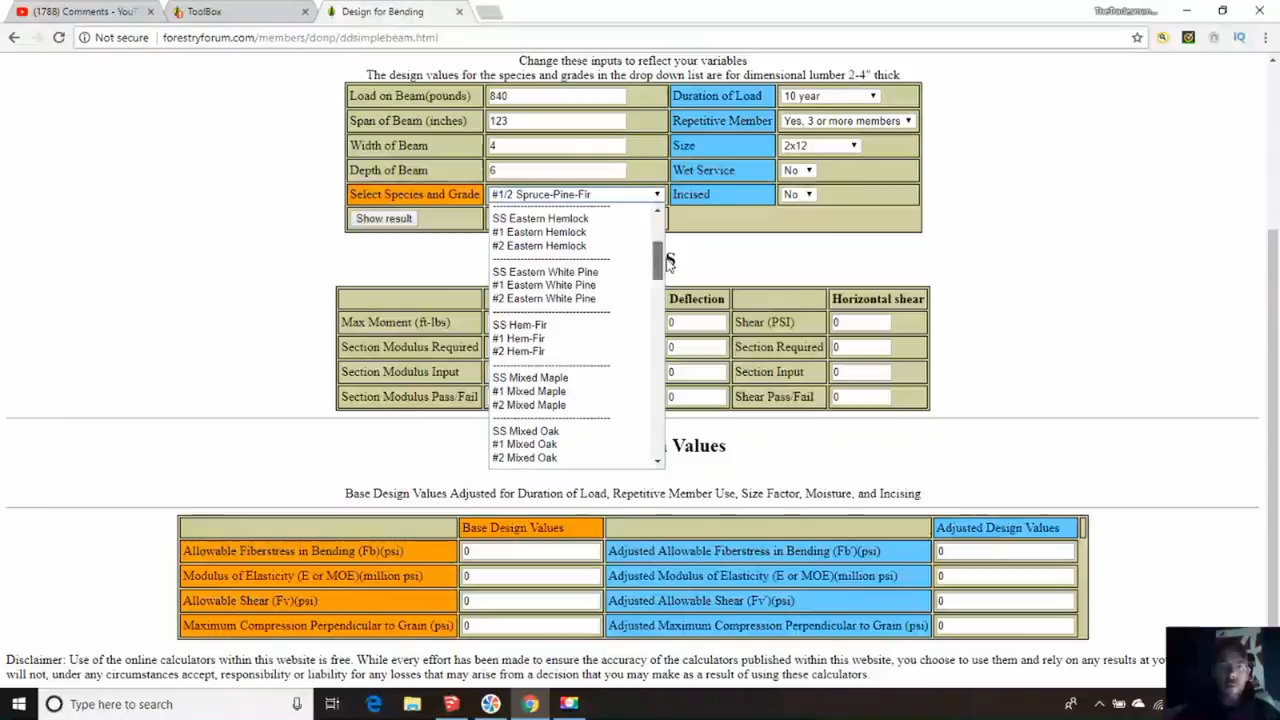 (1788) Comments - YouT
ToolBox
Design for Bending
TheTradesmen...
Not secure
forestryforum.com/members/donp/ddsimplebeam.html
Change these inputs to reflect your variables
The design values for the species and grades in the drop down list are for dimensional lumber 2-4" thick
Load on Beam(pounds) 840 Duration of Load 10 year
Span of Beam (inches) 123 Repetitive Member Yes, 3 or more members
Width of Beam 4 Size 2x12
Depth of Beam 6 Wet Service No
Select Species and Grade #1/2 Spruce-Pine-Fir Incised No
Show result
SS Eastern Hemlock
#1 Eastern Hemlock
#2 Eastern Hemlock
SS Eastern White Pine
#1 Eastern White Pine
#2 Eastern White Pine
SS Hem-Fir
#1 Hem-Fir
#2 Hem-Fir
SS Mixed Maple
#1 Mixed Maple
#2 Mixed Maple
SS Mixed Oak
#1 Mixed Oak
#2 Mixed Oak
Deflection Horizontal shear
Max Moment (ft-lbs) 0 Shear (PSI) 0
Section Modulus Required 0 Section Required 0
Section Modulus Input 0 Section Input 0
Section Modulus Pass/Fail 0 Shear Pass/Fail 0
Values
Base Design Values Adjusted for Duration of Load, Repetitive Member Use, Size Factor, Moisture, and Incising
Base Design Values Adjusted Design Values
Allowable Fiberstress in Bending (Fb)(psi) 0 Adjusted Allowable Fiberstress in Bending (Fb')(psi) 0
Modulus of Elasticity (E or MOE)(million psi) 0 Adjusted Modulus of Elasticity (E or MOE)(million psi) 0
Allowable Shear (Fv)(psi) 0 Adjusted Allowable Shear (Fv')(psi) 0
Maximum Compression Perpendicular to Grain (psi) 0 Adjusted Maximum Compression Perpendicular to Grain (psi) 0
Disclaimer: Use of the online calculators within this website is free. While every effort has been made to ensure the accuracy of the calculators published within this website, you choose to use them and rely on any results at
will not, under any circumstances accept, responsibility or liability for any losses that may arise from a decision that you may make as a result of using these calculators.
Type here to search